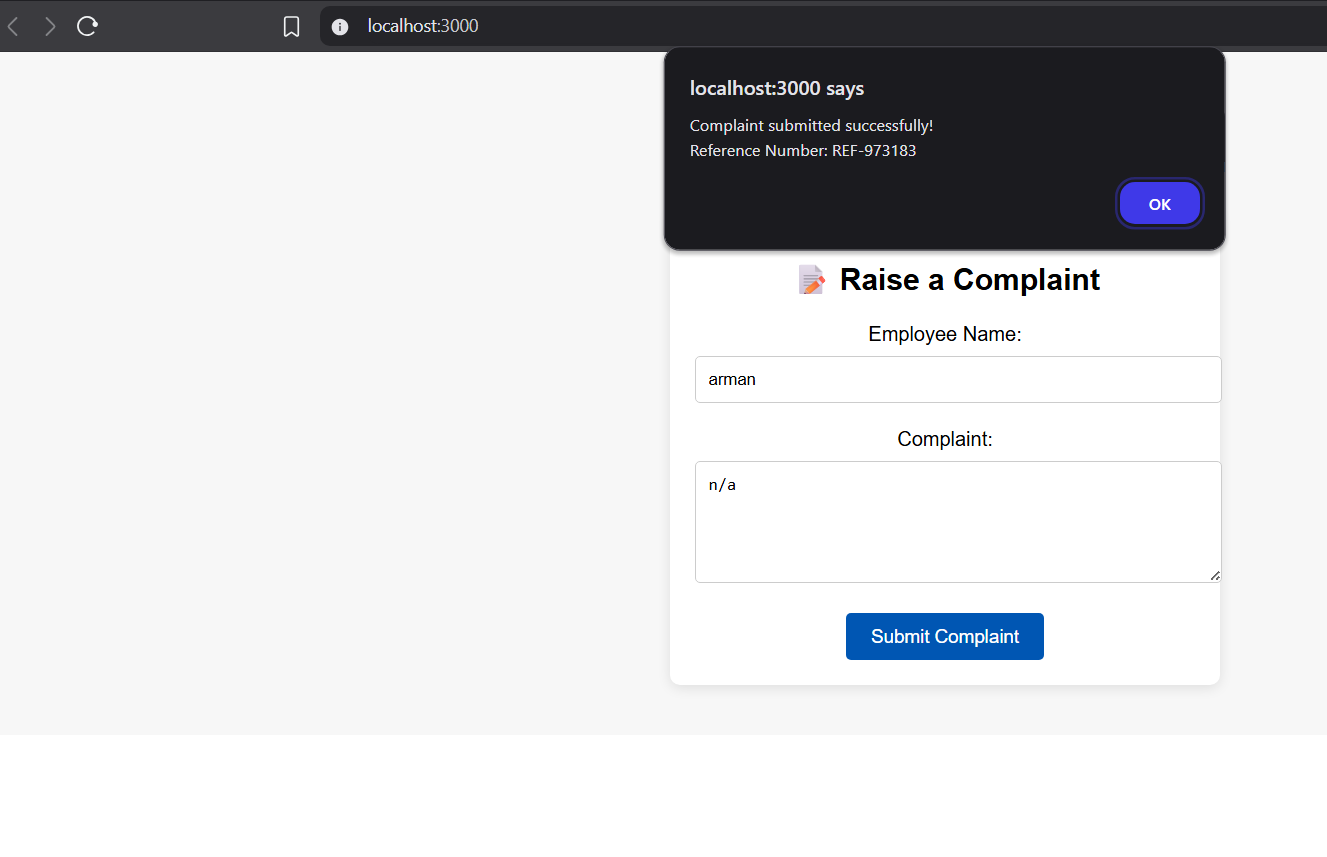 localhost:3000
localhost:3000 says
Complaint submitted successfully!
Reference Number: REF-973183
OK
📝 Raise a Complaint
Employee Name:
arman
Complaint:
n/a
Submit Complaint